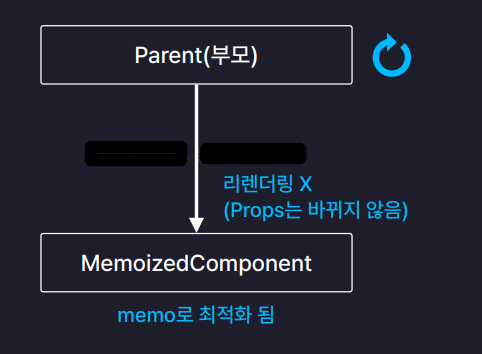 Parent(부모)
리렌더링 X
(Props는 바뀌지 않음)
MemoizedComponent
memo로 최적화 됨